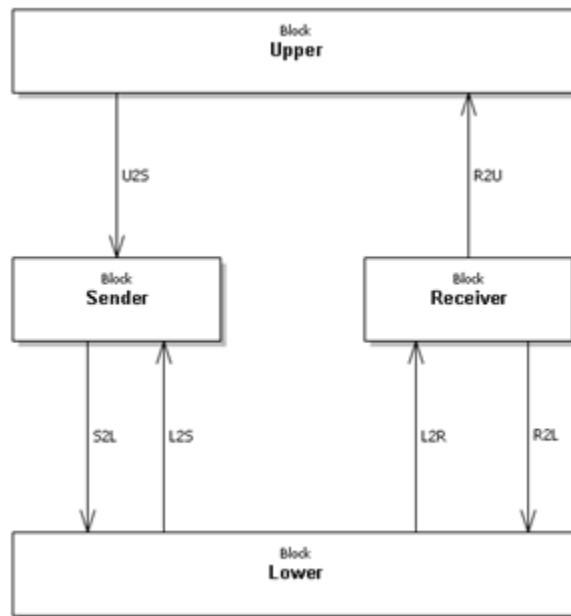 Block
Upper
U2S
R2U
Block
Sender
Block
Receiver
S2L
L2S
L2R
R2L
Block
Lower